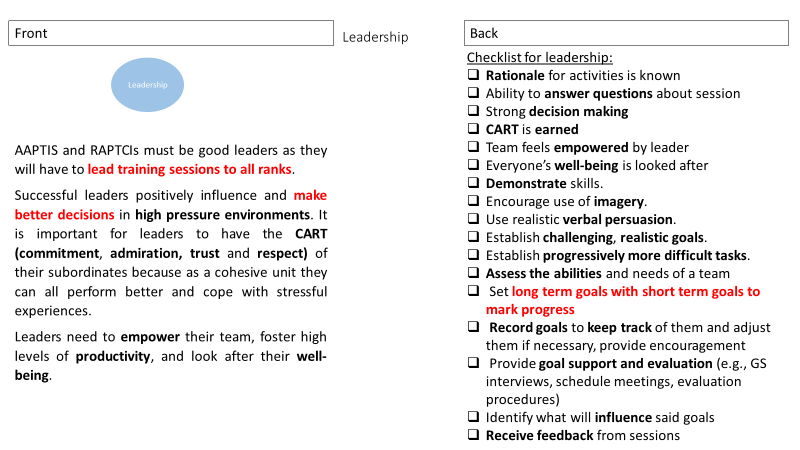 Front
Leadership
Leadership
AAPTIS and RAPTCIs must be good leaders as they
will have to lead training sessions to all ranks.
Successful leaders positively influence and make
better decisions in high pressure environments. It
is important for leaders to have the CART
(commitment, admiration, trust and respect) of
their subordinates because as a cohesive unit they
can all perform better and cope with stressful
experiences.
Leaders need to empower their team, foster high
levels of productivity, and look after their well-
being.
Back
Checklist for leadership:
❑ Rationale for activities is known
❑ Ability to answer questions about session
❑ Strong decision making
❑ CART is earned
❑ Team feels empowered by leader
❑ Everyone’s well-being is looked after
❑ Demonstrate skills.
❑ Encourage use of imagery.
❑ Use realistic verbal persuasion.
❑ Establish challenging, realistic goals.
❑ Establish progressively more difficult tasks.
❑ Assess the abilities and needs of a team
❑ Set long term goals with short term goals to
mark progress
❑ Record goals to keep track of them and adjust
them if necessary, provide encouragement
❑ Provide goal support and evaluation (e.g., GS
interviews, schedule meetings, evaluation
procedures)
❑ Identify what will influence said goals
❑ Receive feedback from sessions